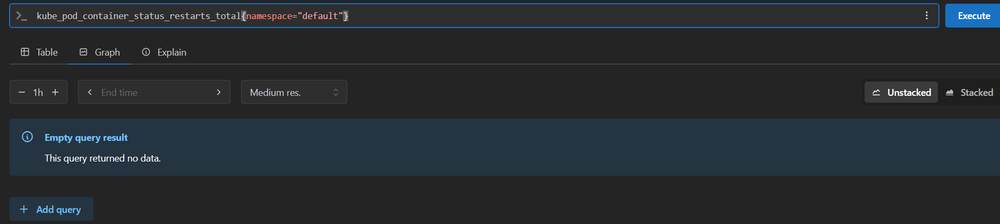 kube_pod_container_status_restarts_total{namespace="default"}
Execute
Table Graph Explain
1h End time Medium res. Unstacked Stacked
Empty query result
This query returned no data.
Add query